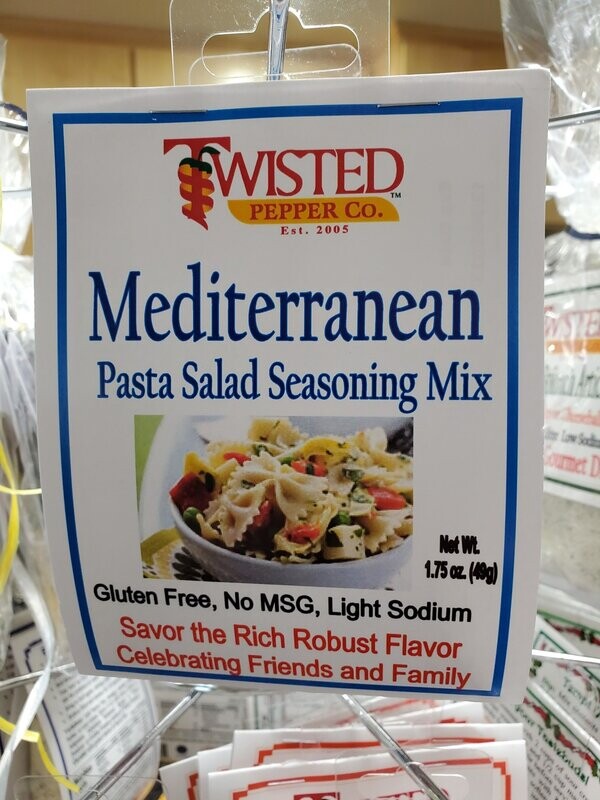 TWISTED
PEPPER CO.™
Est. 2005
Mediterranean
Pasta Salad Seasoning Mix
Net Wt.
1.75 oz. (49g)
Gluten Free, No MSG, Light Sodium
Savor the Rich Robust Flavor
Celebrating Friends and Family